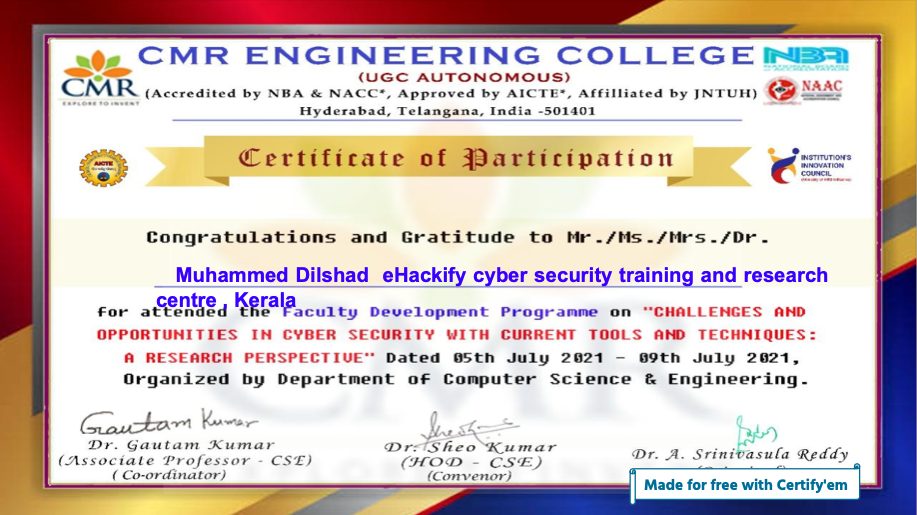 CMR ENGINEERING COLLEGE
(UGC AUTONOMOUS)
(Accredited by NBA & NACC*, Approved by AICTE*, Affilliated by JNTUH)
Hyderabad, Telangana, India -501401
CMR
EXPLORE TO INVENT
NBA
NAAC
Certificate of Participation
AICTE
INSTITUTION'S
INNOVATION
COUNCIL
Congratulations and Gratitude to Mr./Ms./Mrs./Dr.
Muhammed Dilshad eHackify cyber security training and research
centre , Kerala
for attended the Faculty Development Programme on "CHALLENGES AND
OPPORTUNITIES IN CYBER SECURITY WITH CURRENT TOOLS AND TECHNIQUES:
A RESEARCH PERSPECTIVE" Dated 05th July 2021 - 09th July 2021,
Organized by Department of Computer Science & Engineering.
Gautam Kumar
Dr. Gautam Kumar
(Associate Professor - CSE)
(Co-ordinator)
Dr. Sheo Kumar
(HOD - CSE)
(Convenor)
Dr. A. Srinivasula Reddy
Made for free with Certify'em